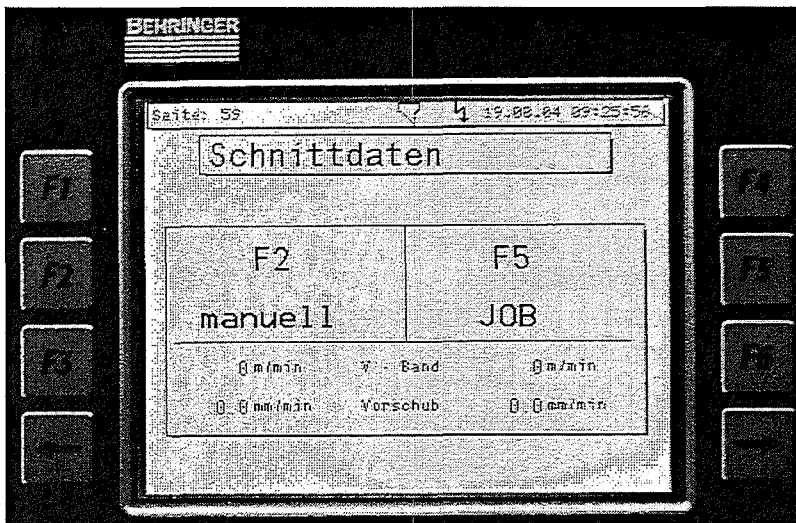 BEHRINGER
Seite: 59 19.08.04 09:25:56
Schnittdaten
F1 F4
F2 F5
F2 F5
manuell JOB
F3 F6
0 m/min V - Band 0 m/min
0.0 mm/min Vorschub 0.0 mm/min
← →